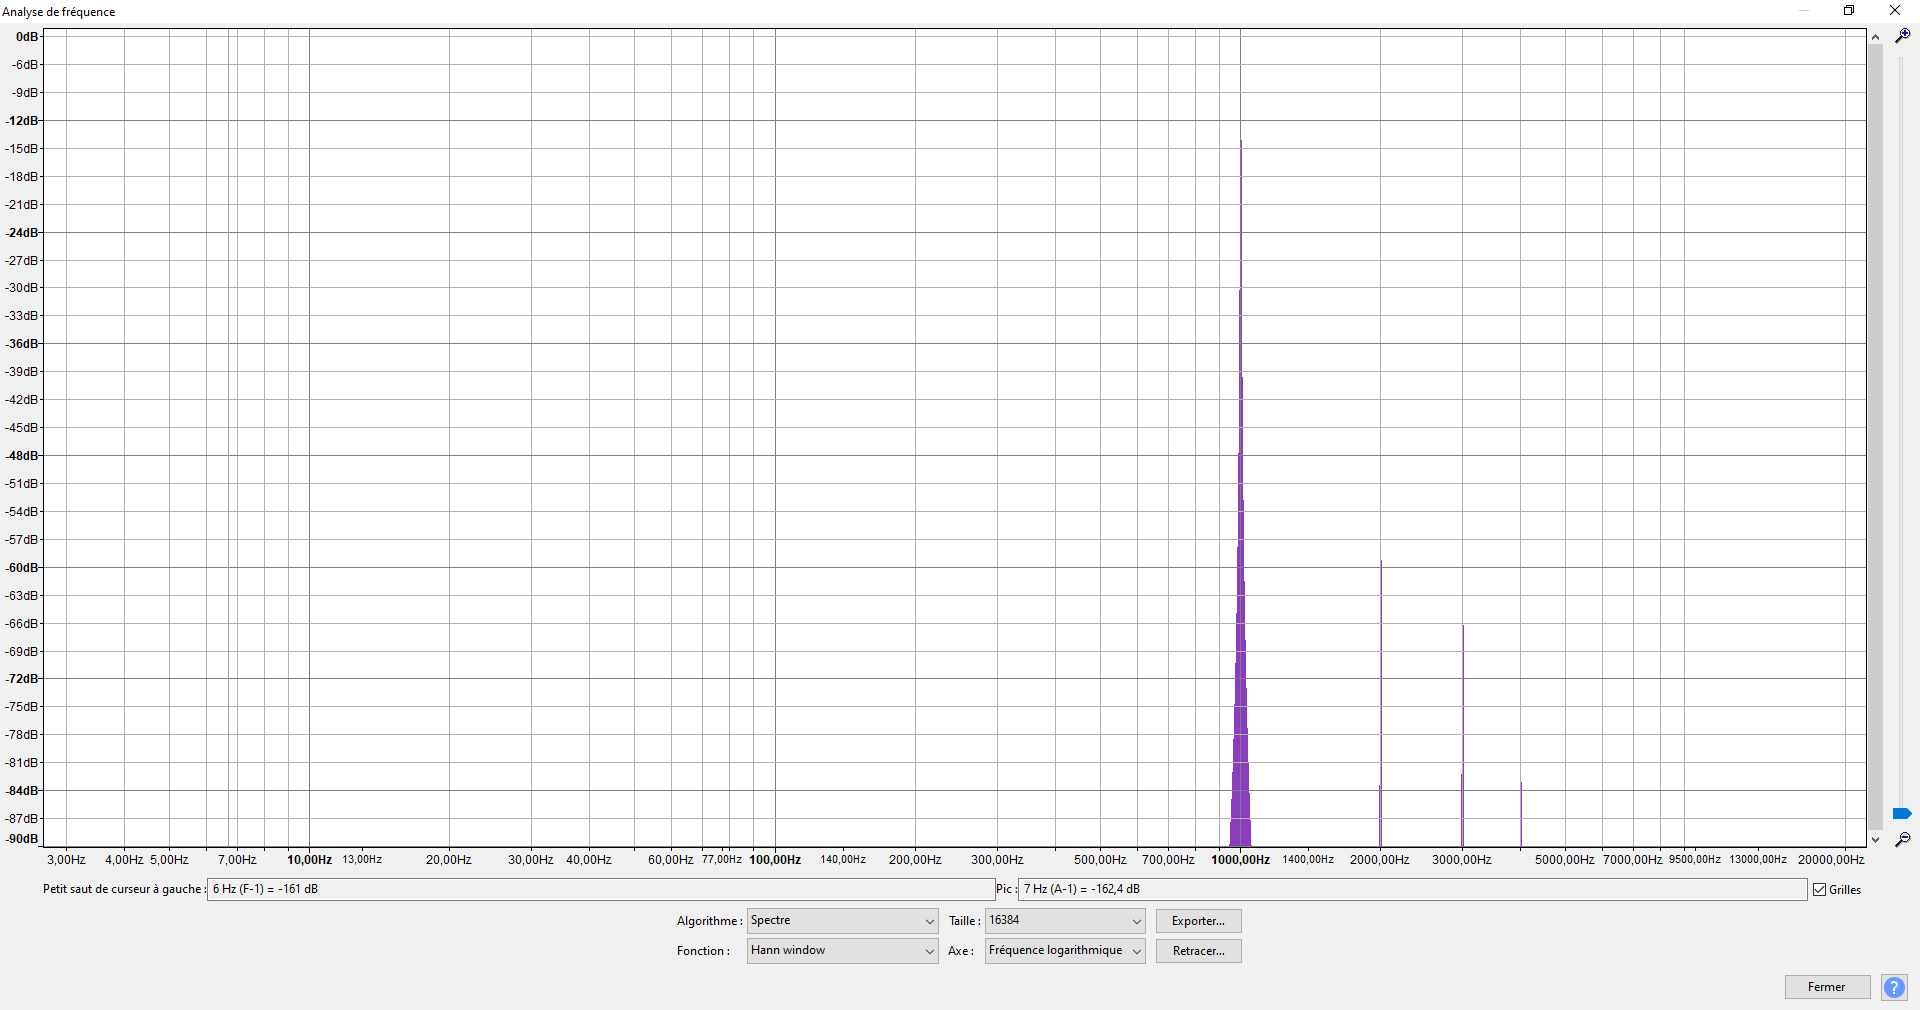 Analyse de fréquence
0dB
-6dB
-9dB
-12dB
-15dB
-18dB
-21dB
-24dB
-27dB
-30dB
-33dB
-36dB
-39dB
-42dB
-45dB
-48dB
-51dB
-54dB
-57dB
-60dB
-63dB
-66dB
-69dB
-72dB
-75dB
-78dB
-81dB
-84dB
-87dB
-90dB
3,00Hz 4,00Hz 5,00Hz 7,00Hz 10,00Hz 13,00Hz 20,00Hz 30,00Hz 40,00Hz 60,00Hz 77,00Hz 100,00Hz 140,00Hz 200,00Hz 300,00Hz 500,00Hz 700,00Hz 1000,00Hz 1400,00Hz 2000,00Hz 3000,00Hz 5000,00Hz 7000,00Hz 9500,00Hz 13000,00Hz 20000,00Hz
Petit saut de curseur à gauche : 6 Hz (F-1) = -161 dB Pic : 7 Hz (A-1) = -162,4 dB Grilles
Algorithme : Spectre Taille : 16384 Exporter...
Fonction : Hann window Axe : Fréquence logarithmique Retracer...
Fermer ?